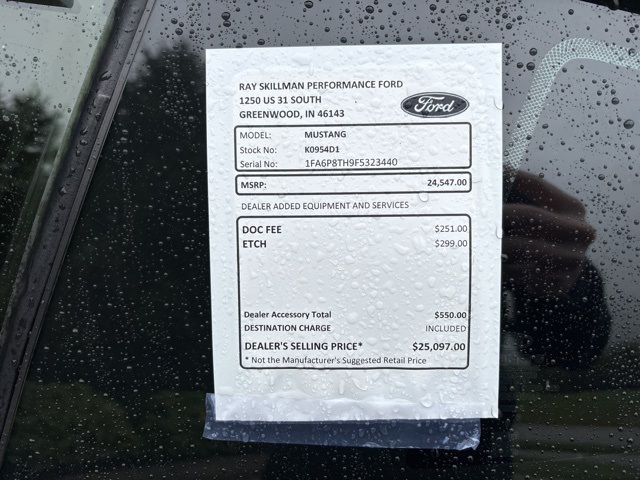 RAY SKILLMAN PERFORMANCE FORD
1250 US 31 SOUTH
GREENWOOD, IN 46143
Ford
MODEL: MUSTANG
Stock No: K0954D1
Serial No: 1FA6P8TH9F5323440
MSRP: 24,547.00
DEALER ADDED EQUIPMENT AND SERVICES
DOC FEE $251.00
ETCH $299.00
Dealer Accessory Total $550.00
DESTINATION CHARGE INCLUDED
DEALER'S SELLING PRICE* $25,097.00
* Not the Manufacturer's Suggested Retail Price